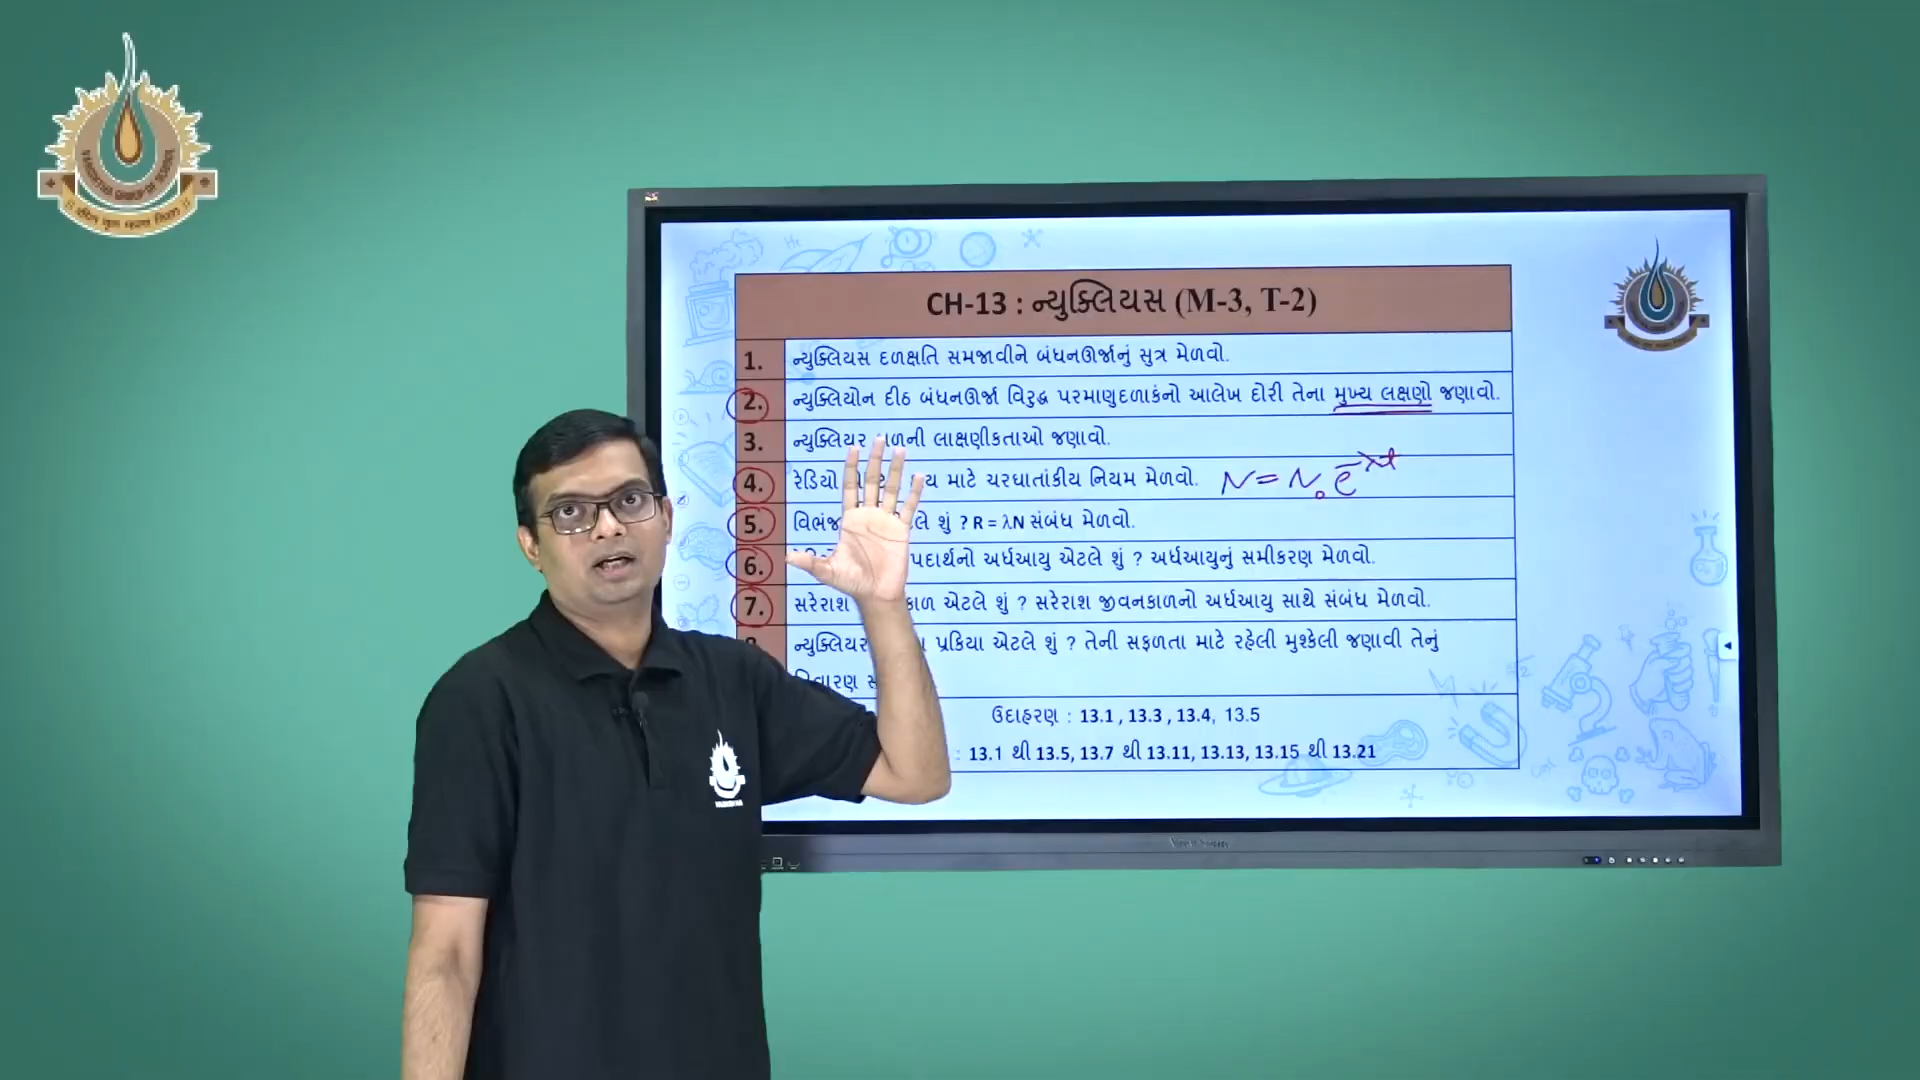 CH-13 : ન્યુક્લિયસ (M-3, T-2)
1. ન્યુક્લિયસ દળક્ષતિ સમજાવીને બંધનઊર્જાનું સુત્ર મેળવો.
2. ન્યુક્લિયોન દીઠ બંધનઊર્જા વિરુદ્ધ પરમાણુદળાકંનો આલેખ દોરી તેના મુખ્ય લક્ષણો જણાવો.
3. ન્યુક્લિયર બળની લાક્ષણીકતાઓ જણાવો.
4. રેડિયો માટે ચરઘાતાંકીય નિયમ મેળવો. N = N₀ e^-λt
5. શું ? R = λN સંબંધ મેળવો.
6. પદાર્થનો અર્ધઆયુ એટલે શું ? અર્ધઆયુનું સમીકરણ મેળવો.
7. સરેરાશ એટલે શું ? સરેરાશ જીવનકાળનો અર્ધઆયુ સાથે સંબંધ મેળવો.
ન્યુક્લિયર પ્રકિયા એટલે શું ? તેની સફળતા માટે રહેલી મુશ્કેલી જણાવી તેનું
ઉદાહરણ : 13.1 , 13.3 , 13.4, 13.5
: 13.1 થી 13.5, 13.7 થી 13.11, 13.13, 13.15 થી 13.21